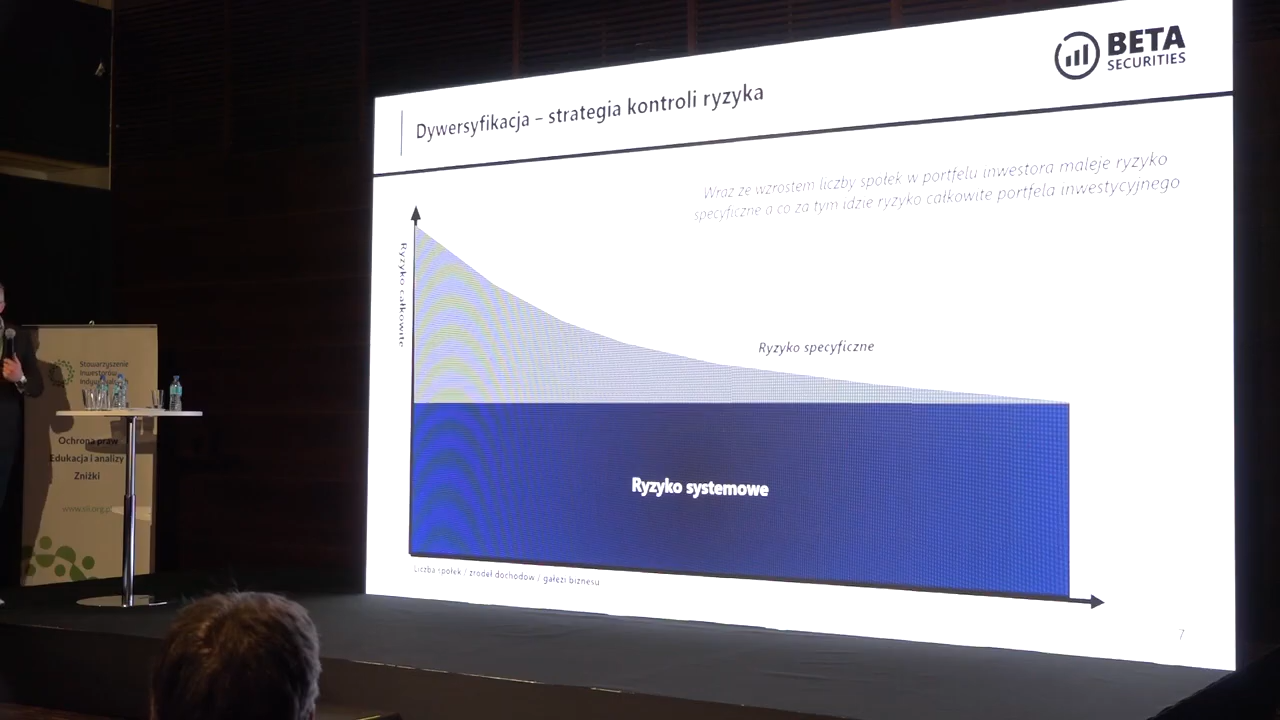 BETA
SECURITIES
Dywersyfikacja – strategia kontroli ryzyka
Wraz ze wzrostem liczby spółek w portfelu inwestora maleje ryzyko
specyficzne a co za tym idzie ryzyko całkowite portfela inwestycyjnego
Ryzyko całkowite
Ryzyko specyficzne
Ryzyko systemowe
Liczba spółek / źródeł dochodów / gałęzi biznesu
7
Stowarzyszenie
Inwestorów
Ochrona praw
Edukacja i analizy
Zniżki